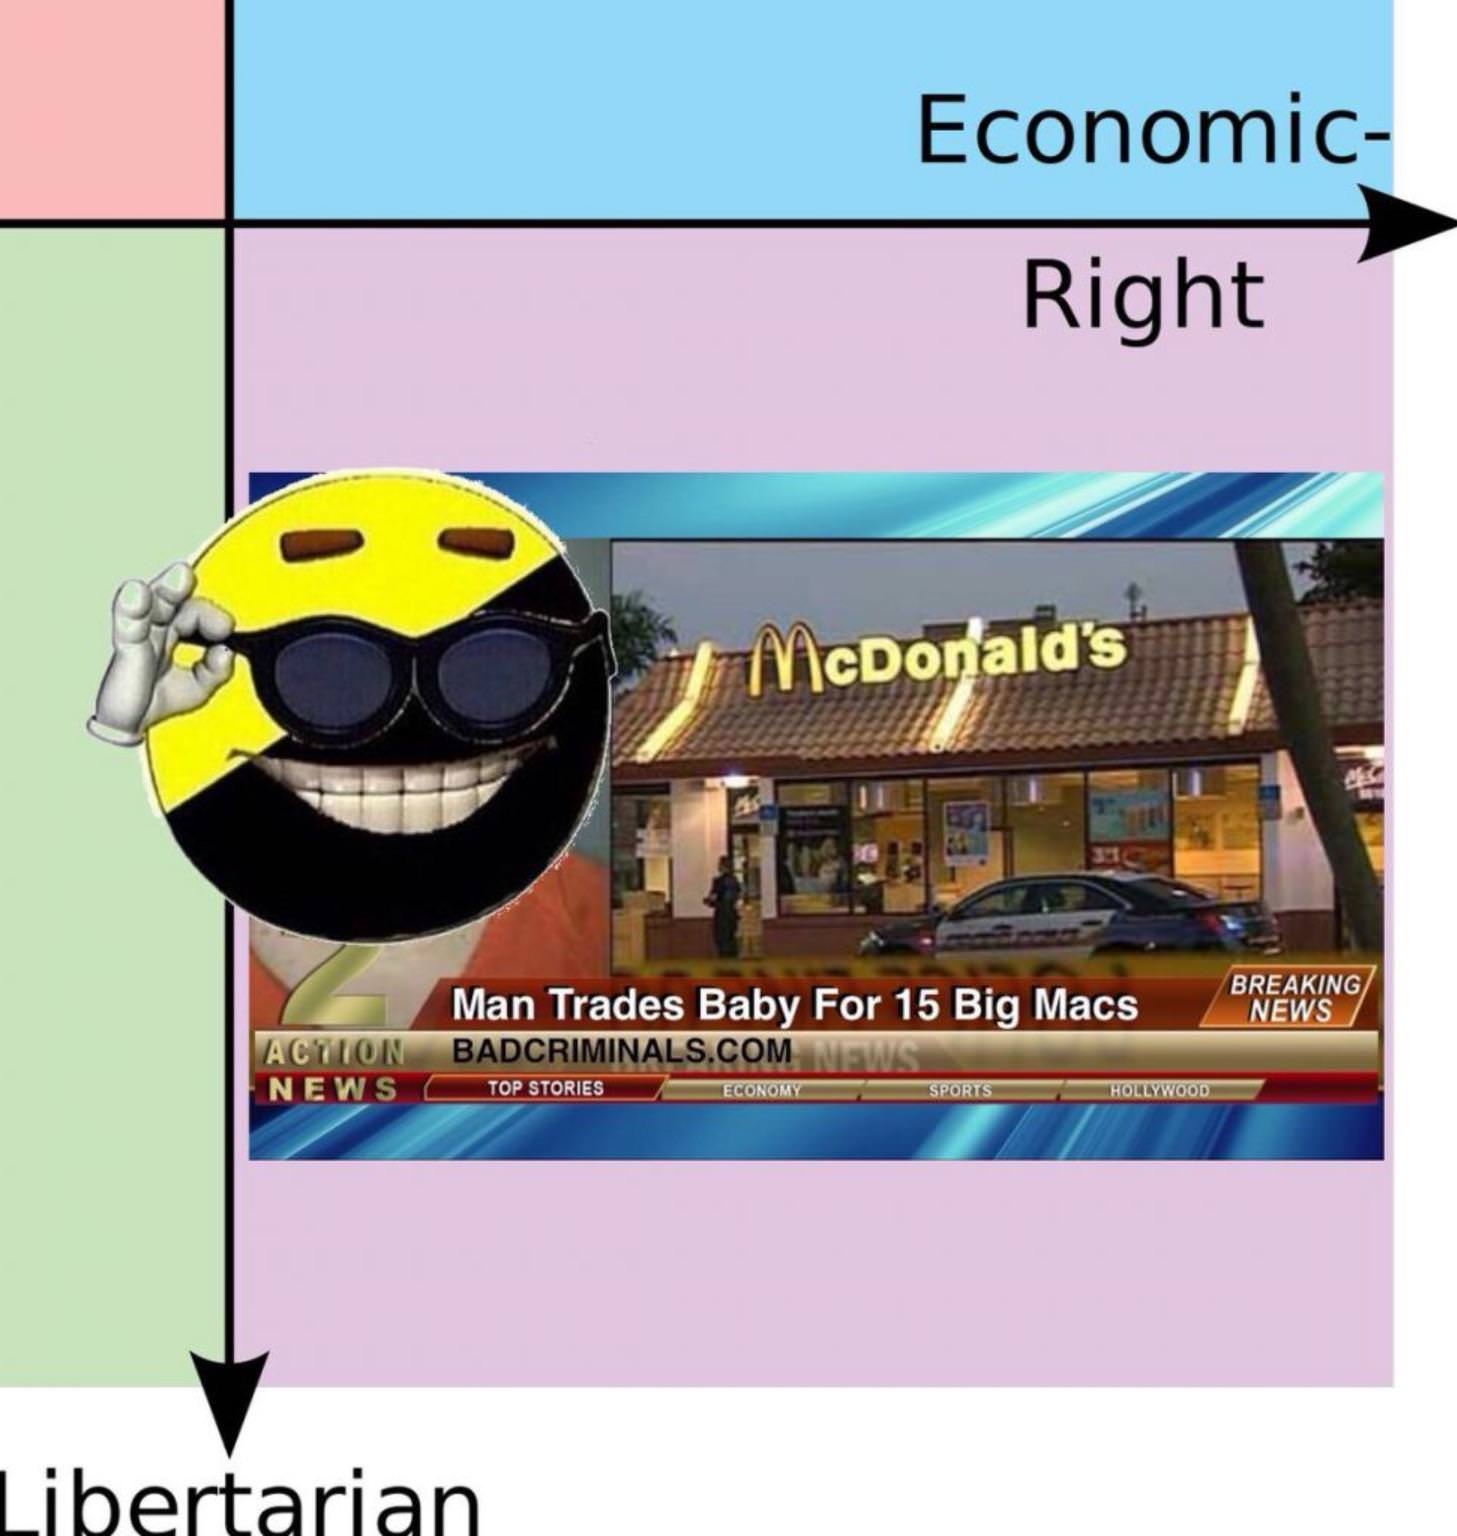 Economic-
Right
McDonald's
Man Trades Baby For 15 Big Macs
BREAKING
NEWS
2
ACTION
NEWS
BADCRIMINALS.COM
TOP STORIES
ECONOMY
SPORTS
HOLLYWOOD
Libertarian